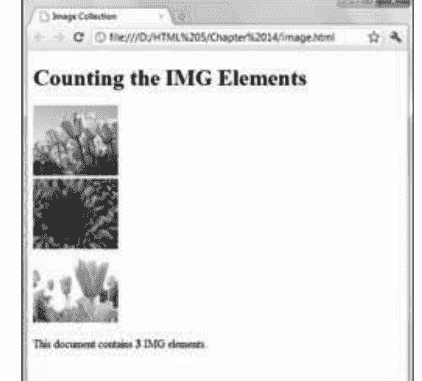 Image Collection
file:///D:/HTML%205/Chapter%2014/image.html
Counting the IMG Elements
This document contains 3 IMG elements.